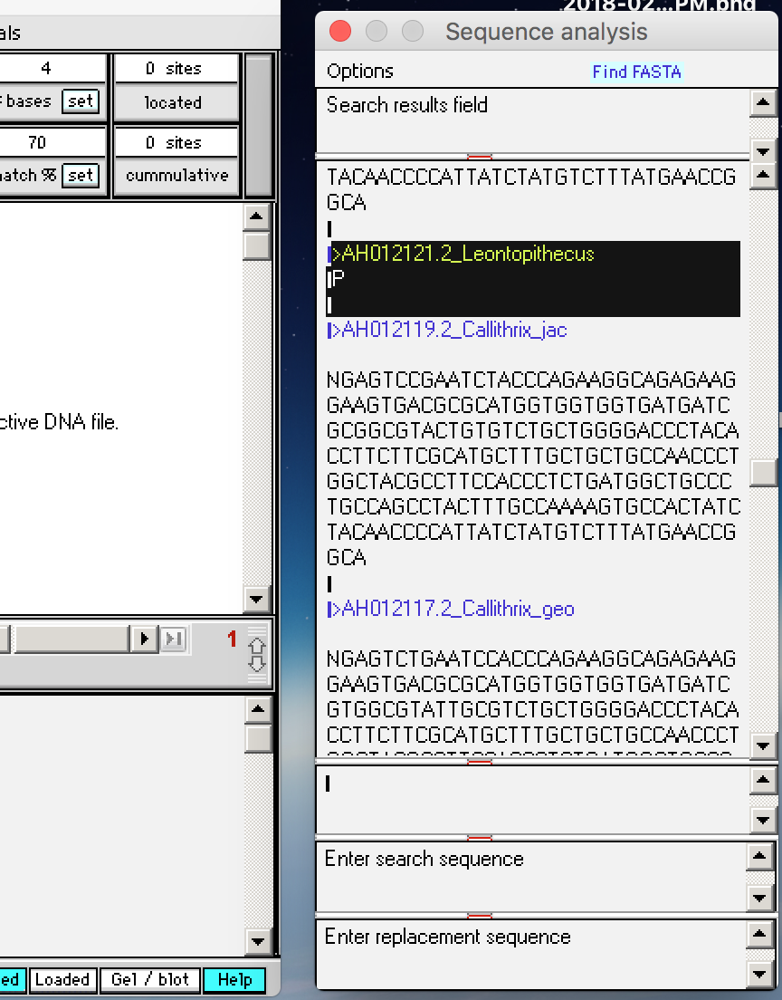 2018-02...PM.png
als
4
0 sites
bases
set
located
70
0 sites
atch %
set
cummulative
ctive DNA file.
1
ed
Loaded
Gel / blot
Help
Sequence analysis
Options
Find FASTA
Search results field
TACAACCCCATTATCTATGTCTTTATGAACCG
GCA
>AH012121.2_Leontopithecus
P
>AH012119.2_Callithrix_jac
NGAGTCCGAATCTACCCAGAAGGCAGAGAAG
GAAGTGACGCGCATGGTGGTGGTGATGATC
GCGGCGTACTGTGTCTGCTGGGGACCCTACA
CCTTCTTCGCATGCTTTGCTGCTGCCAACCCT
GGCTACGCCTTCCACCCTCTGATGGCTGCCC
TGCCAGCCTACTTTGCCAAAAGTGCCACTATC
TACAACCCCATTATCTATGTCTTTATGAACCG
GCA
>AH012117.2_Callithrix_geo
NGAGTCTGAATCCACCCAGAAGGCAGAGAAG
GAAGTGACGCGCATGGTGGTGGTGATGATC
GTGGCGTATTGCGTCTGCTGGGGACCCTACA
CCTTCTTCGCATGCTTTGCTGCTGCCAACCCT
Enter search sequence
Enter replacement sequence